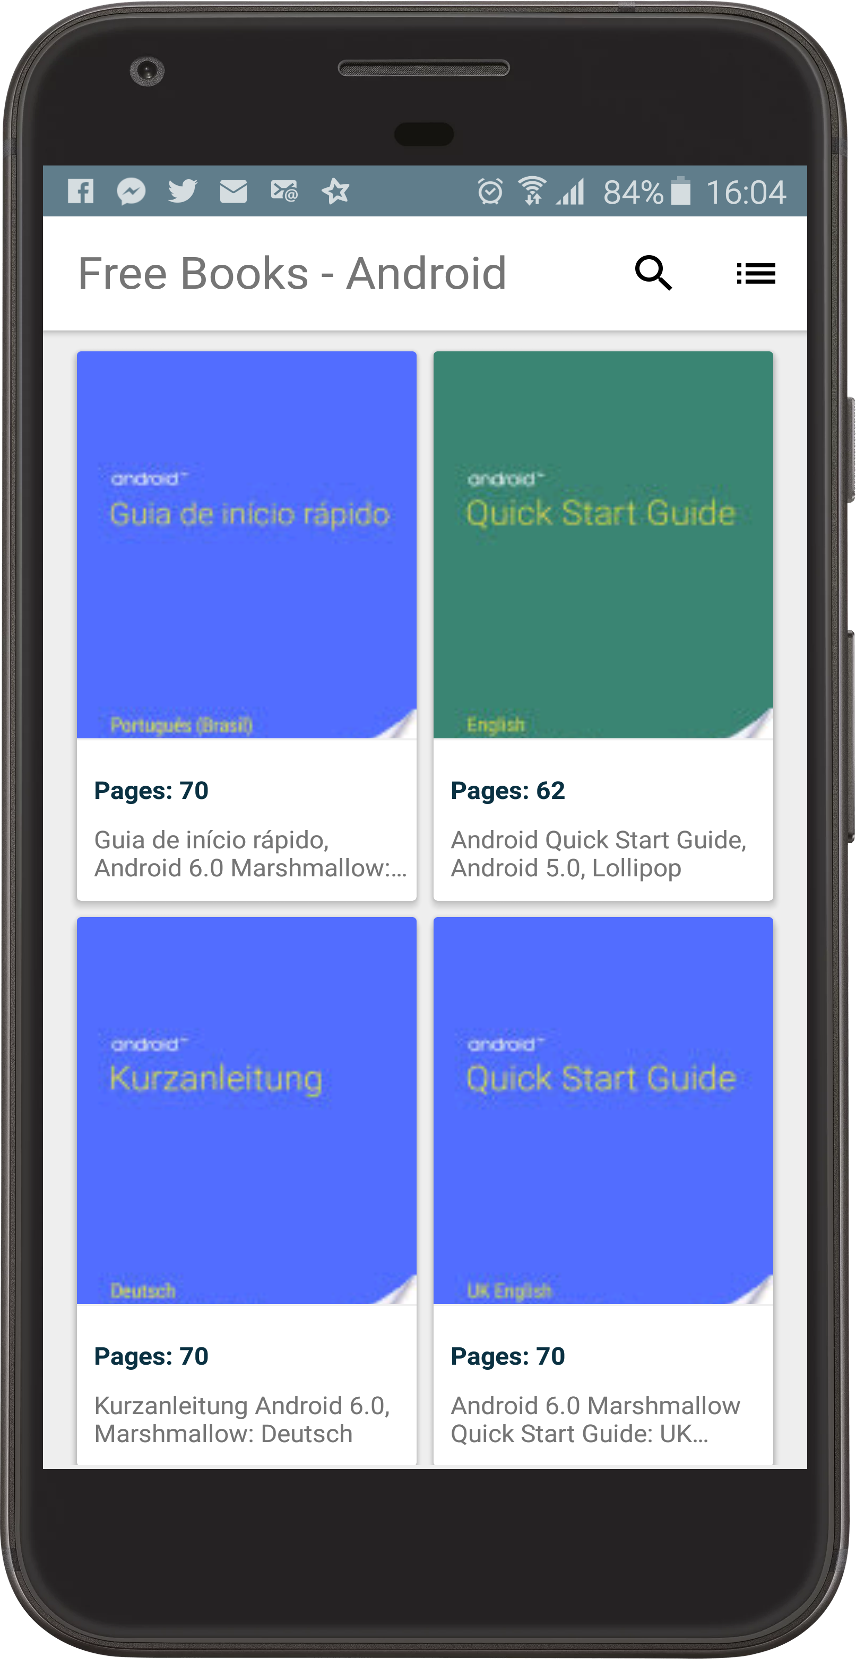 84% 16:04
Free Books - Android
android™
Guia de início rápido
Português (Brasil)
Pages: 70
Guia de início rápido,
Android 6.0 Marshmallow:...
android™
Quick Start Guide
English
Pages: 62
Android Quick Start Guide,
Android 5.0, Lollipop
android™
Kurzanleitung
Deutsch
Pages: 70
Kurzanleitung Android 6.0,
Marshmallow: Deutsch
android™
Quick Start Guide
UK English
Pages: 70
Android 6.0 Marshmallow
Quick Start Guide: UK...